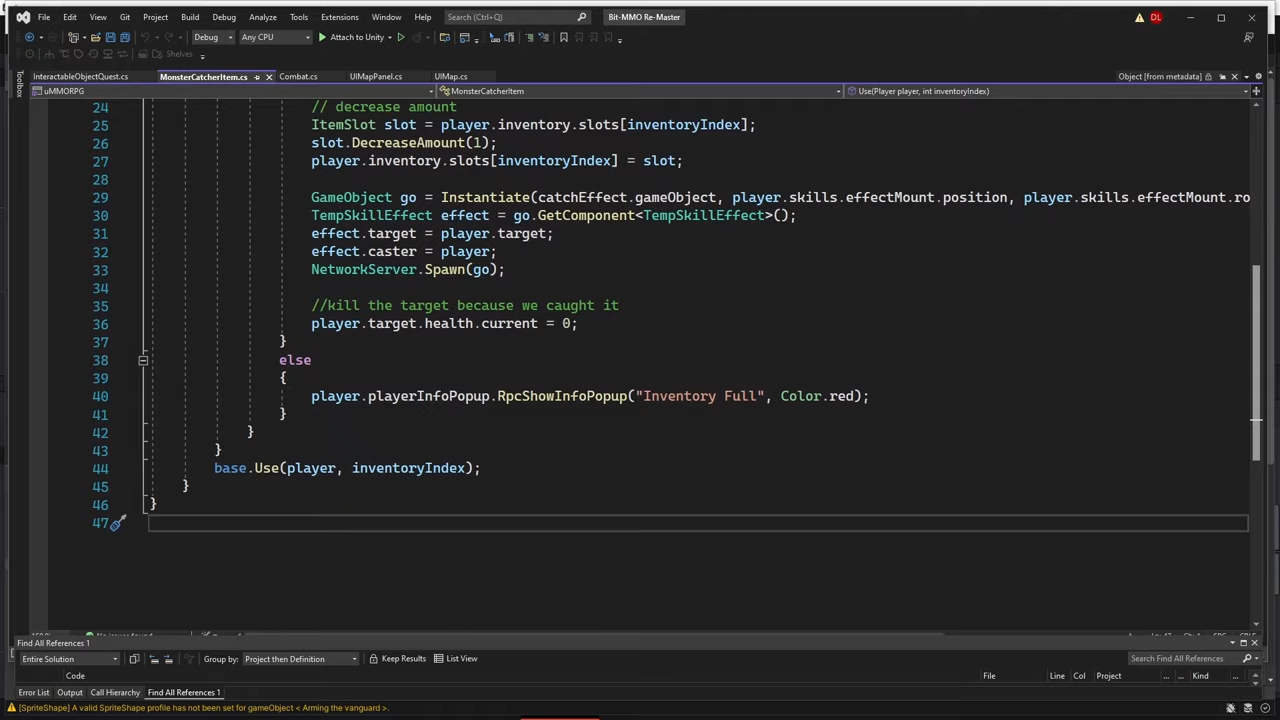 File Edit View Git Project Build Debug Analyze Tools Extensions Window Help Search (Ctrl+Q) Bit-MMO Re-Master DL
Debug Any CPU Attach to Unity
Shelves
InteractableObjectQuest.cs MonsterCatcherItem.cs Combat.cs UIMapPanel.cs UIMap.cs Object [from metadata]
uMMORPG MonsterCatcherItem Use(Player player, int inventoryIndex)
Toolbox
24 // decrease amount
25 ItemSlot slot = player.inventory.slots[inventoryIndex];
26 slot.DecreaseAmount(1);
27 player.inventory.slots[inventoryIndex] = slot;
28
29 GameObject go = Instantiate(catchEffect.gameObject, player.skills.effectMount.position, player.skills.effectMount.ro
30 TempSkillEffect effect = go.GetComponent<TempSkillEffect>();
31 effect.target = player.target;
32 effect.caster = player;
33 NetworkServer.Spawn(go);
34
35 //kill the target because we caught it
36 player.target.health.current = 0;
37 }
38 else
39 {
40 player.playerInfoPopup.RpcShowInfoPopup("Inventory Full", Color.red);
41 }
42 }
43 }
44 base.Use(player, inventoryIndex);
45 }
46 }
47
Find All References 1
Entire Solution Group by: Project then Definition Keep Results List View Search Find All References
Code File Line Col Project ... ... Kind ...
Error List Output Call Hierarchy Find All References 1
[SpriteShape] A valid SpriteShape profile has not been set for gameObject < Arming the vanguard >.